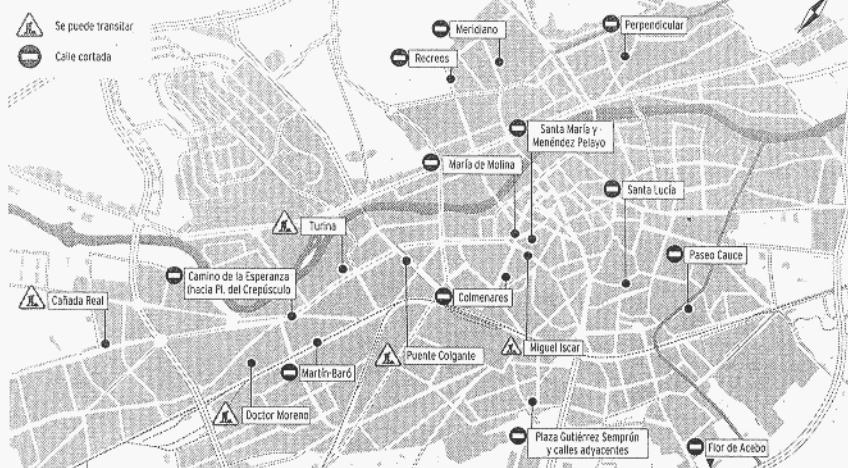 Se puede transitar
Calle cortada
Meridiano
Perpendicular
Recreos
Santa María y
Menéndez Pelayo
María de Molina
Santa Lucía
Turina
Paseo Cauce
Camino de la Esperanza
(hacia Pl. del Crepúsculo
Colmenares
Cañada Real
Miguel Iscar
Puente Colgante
Martín-Baró
Doctor Moreno
Plaza Gutiérrez Semprún
y calles adyacentes
Flor de Acebo